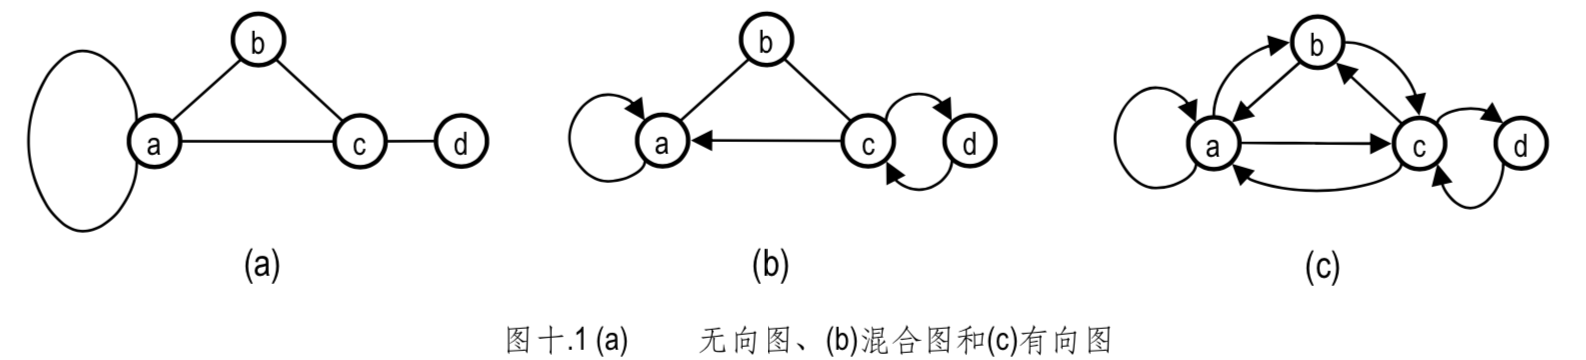 b b b
a c d a c d a c d
(a) (b) (c)
图十.1 (a) 无向图、(b)混合图和(c)有向图